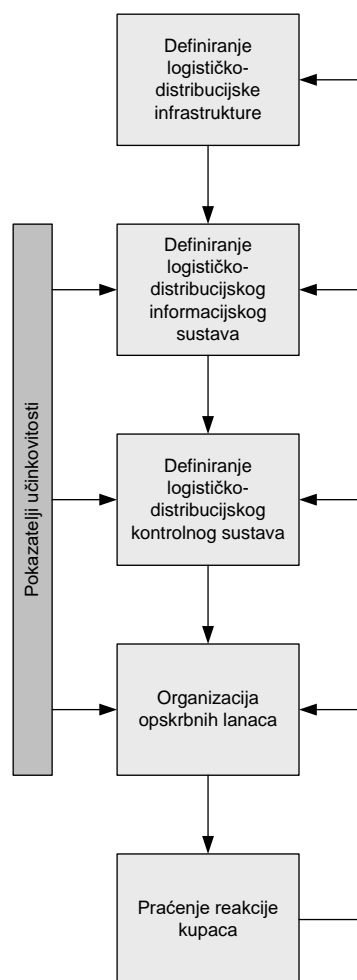 Definiranje
logističko-
distribucijske
infrastrukture
Definiranje
logističko-
distribucijskog
informacijskog
sustava
Pokazatelji učinkovitosti
Definiranje
logističko-
distribucijskog
kontrolnog sustava
Organizacija
opskrbnih lanaca
Praćenje reakcije
kupaca